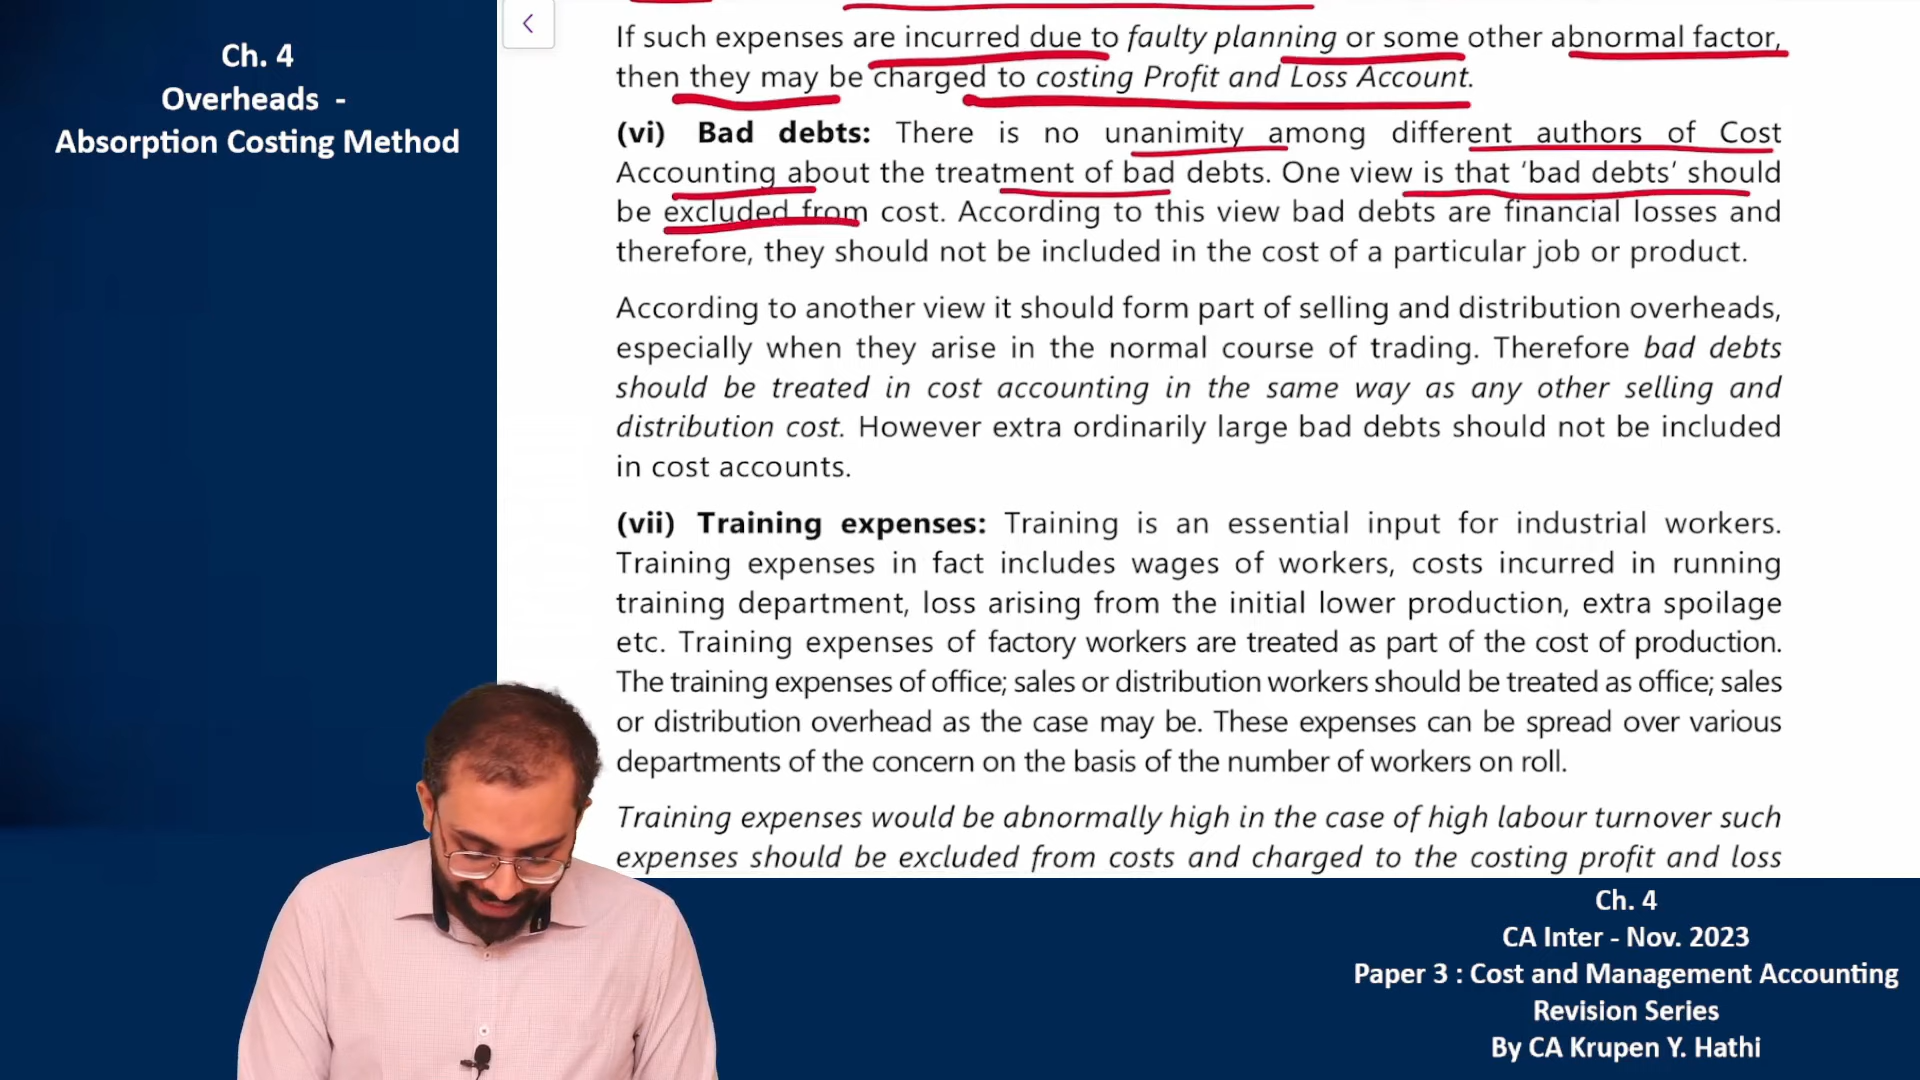 Ch. 4
Overheads -
Absorption Costing Method
If such expenses are incurred due to faulty planning or some other abnormal factor,
then they may be charged to costing Profit and Loss Account.
(vi) Bad debts: There is no unanimity among different authors of Cost
Accounting about the treatment of bad debts. One view is that ‘bad debts’ should
be excluded from cost. According to this view bad debts are financial losses and
therefore, they should not be included in the cost of a particular job or product.
According to another view it should form part of selling and distribution overheads,
especially when they arise in the normal course of trading. Therefore bad debts
should be treated in cost accounting in the same way as any other selling and
distribution cost. However extra ordinarily large bad debts should not be included
in cost accounts.
(vii) Training expenses: Training is an essential input for industrial workers.
Training expenses in fact includes wages of workers, costs incurred in running
training department, loss arising from the initial lower production, extra spoilage
etc. Training expenses of factory workers are treated as part of the cost of production.
The training expenses of office; sales or distribution workers should be treated as office; sales
or distribution overhead as the case may be. These expenses can be spread over various
departments of the concern on the basis of the number of workers on roll.
Training expenses would be abnormally high in the case of high labour turnover such
expenses should be excluded from costs and charged to the costing profit and loss
Ch. 4
CA Inter - Nov. 2023
Paper 3 : Cost and Management Accounting
Revision Series
By CA Krupen Y. Hathi